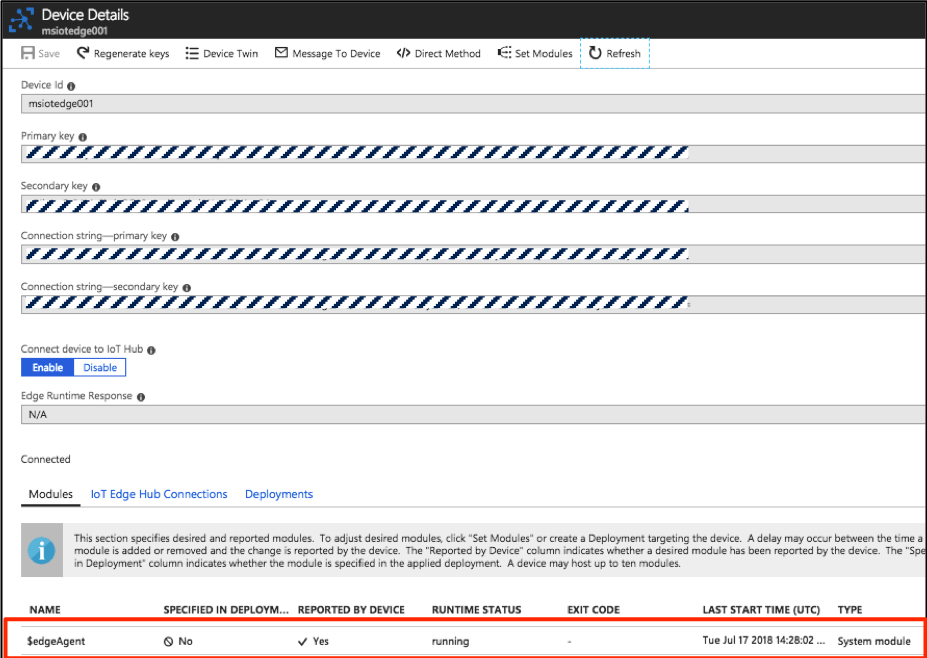 Device Details
msiotedge001
Save Regenerate keys Device Twin Message To Device </> Direct Method Set Modules Refresh
Device Id
msiotedge001
Primary key
Secondary key
Connection string—primary key
Connection string—secondary key
Connect device to IoT Hub
Enable Disable
Edge Runtime Response
N/A
Connected
Modules IoT Edge Hub Connections Deployments
This section specifies desired and reported modules. To adjust desired modules, click "Set Modules" or create a Deployment targeting the device. A delay may occur between the time a
module is added or removed and the change is reported by the device. The "Reported by Device" column indicates whether a desired module has been reported by the device. The "Spe
in Deployment" column indicates whether the module is specified in the applied deployment. A device may host up to ten modules.
NAME SPECIFIED IN DEPLOYM... REPORTED BY DEVICE RUNTIME STATUS EXIT CODE LAST START TIME (UTC) TYPE
$edgeAgent No Yes running - Tue Jul 17 2018 14:28:02 ... System module